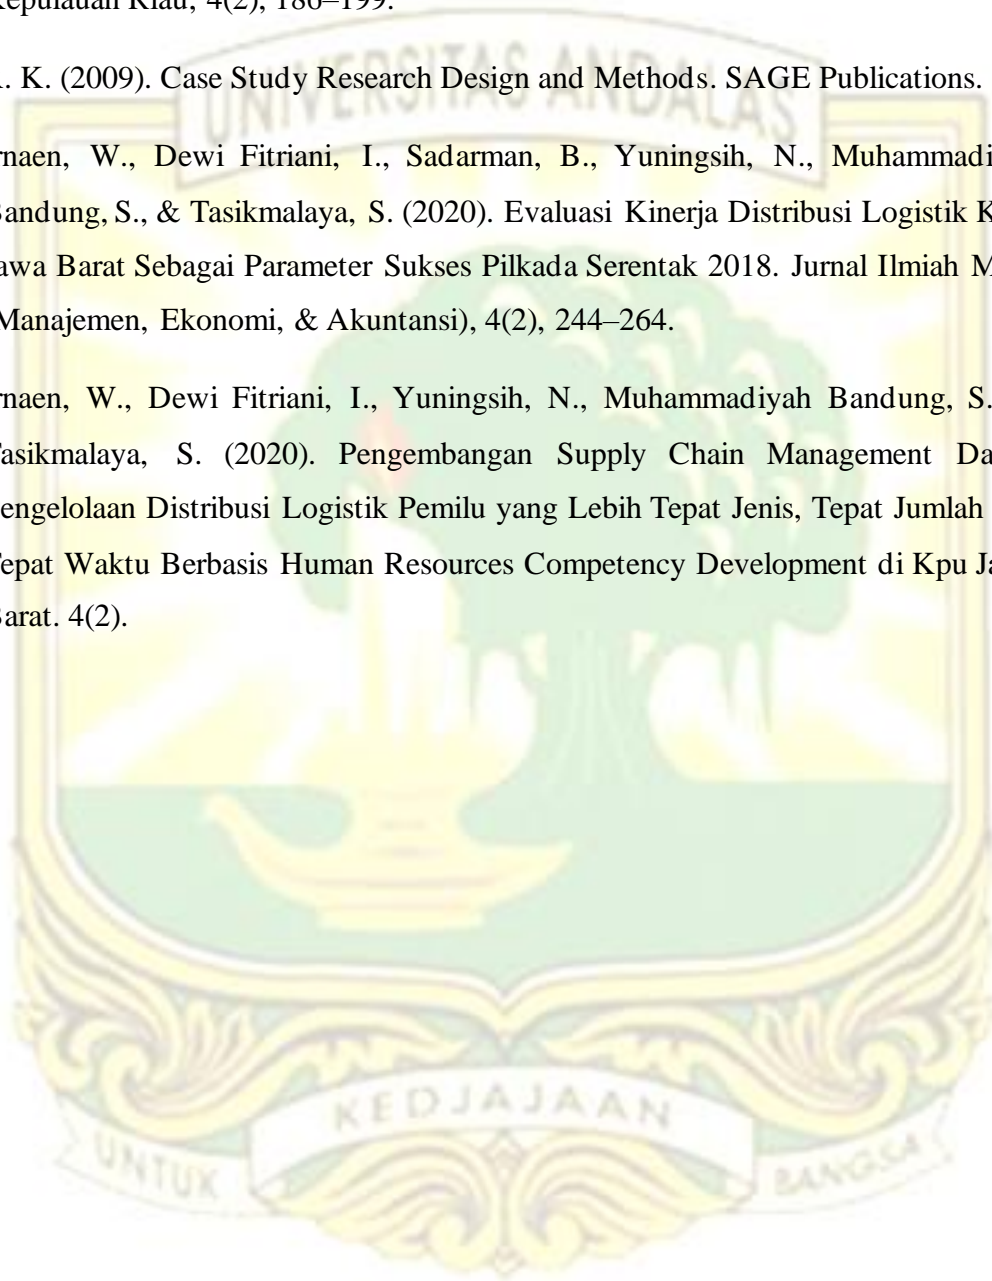 Kepulauan Riau, 4(2), 186–199.
. K. (2009). Case Study Research Design and Methods. SAGE Publications.
rnaen, W., Dewi Fitriani, I., Sadarman, B., Yuningsih, N., Muhammadi
Bandung, S., & Tasikmalaya, S. (2020). Evaluasi Kinerja Distribusi Logistik K
awa Barat Sebagai Parameter Sukses Pilkada Serentak 2018. Jurnal Ilmiah M
Manajemen, Ekonomi, & Akuntansi), 4(2), 244–264.
rnaen, W., Dewi Fitriani, I., Yuningsih, N., Muhammadiyah Bandung, S.
Tasikmalaya, S. (2020). Pengembangan Supply Chain Management Da
engelolaan Distribusi Logistik Pemilu yang Lebih Tepat Jenis, Tepat Jumlah
Tepat Waktu Berbasis Human Resources Competency Development di Kpu Ja
Barat. 4(2).
UNIVERSITAS ANDALAS
UNTUK KEDJAJAAN BANGSA